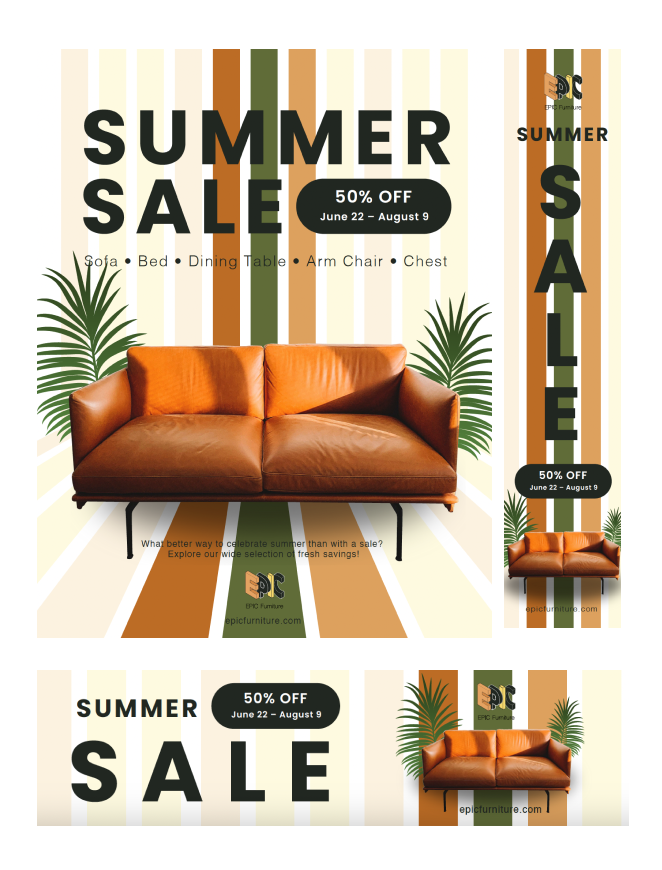 SUMMER
SALE
50% OFF
June 22 – August 9
Sofa • Bed • Dining Table • Arm Chair • Chest
What better way to celebrate summer than with a sale?
Explore our wide selection of fresh savings!
EPIC
EPIC Furniture
epicfurniture.com
EPIC
EPIC Furniture
SUMMER
S
A
L
E
50% OFF
June 22 – August 9
epicfurniture.com
SUMMER
50% OFF
June 22 – August 9
SALE
EPIC
EPIC Furniture
epicfurniture.com